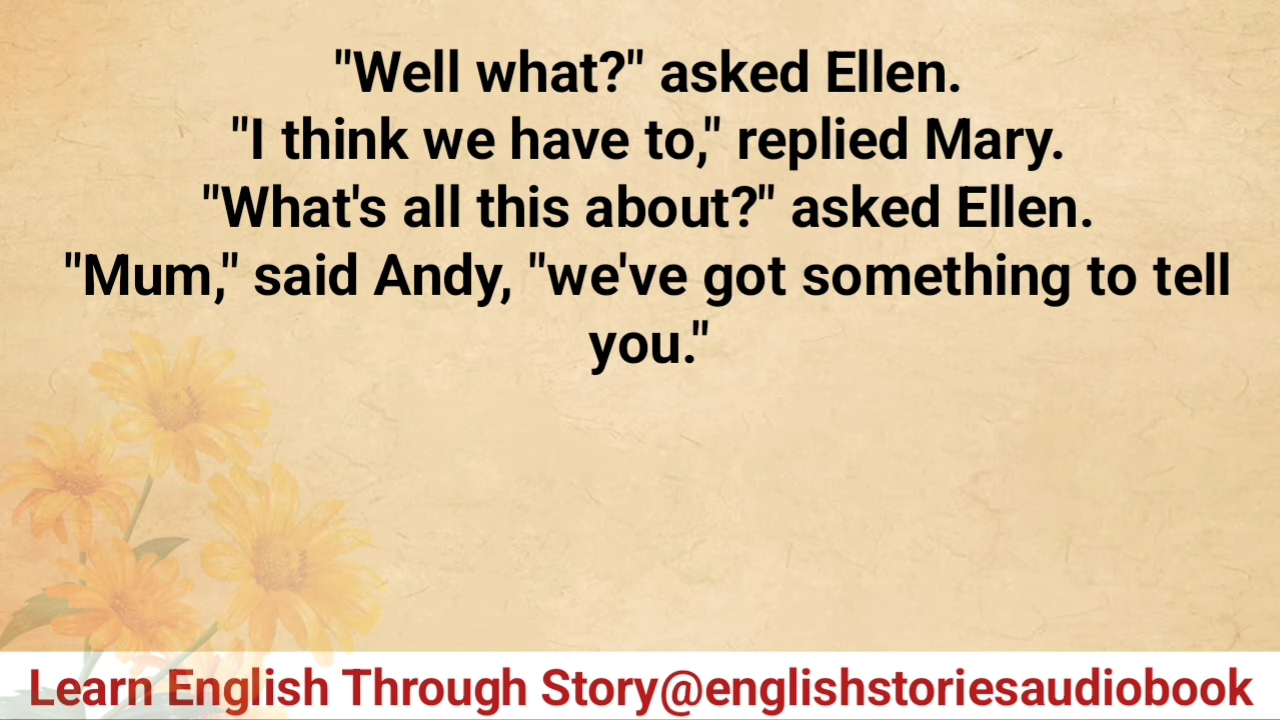 "Well what?" asked Ellen.
"I think we have to," replied Mary.
"What's all this about?" asked Ellen.
"Mum," said Andy, "we've got something to tell
you."
Learn English Through Story@englishstoriesaudiobook